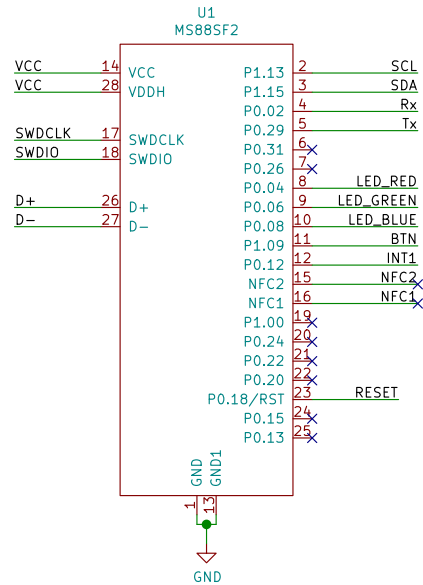 U1
MS88SF2
VCC 14 VCC
VCC 28 VDDH
SWDCLK 17 SWDCLK
SWDIO 18 SWDIO
D+ 26 D+
D- 27 D-
P1.13 2 SCL
P1.15 3 SDA
P0.02 4 Rx
P0.29 5 Tx
P0.31 6
P0.26 7
P0.04 8 LED_RED
P0.06 9 LED_GREEN
P0.08 10 LED_BLUE
P1.09 11 BTN
P0.12 12 INT1
NFC2 15 NFC2
NFC1 16 NFC1
P1.00 19
P0.24 20
P0.22 21
P0.20 22
P0.18/RST 23 RESET
P0.15 24
P0.13 25
GND 1
GND1 13
GND